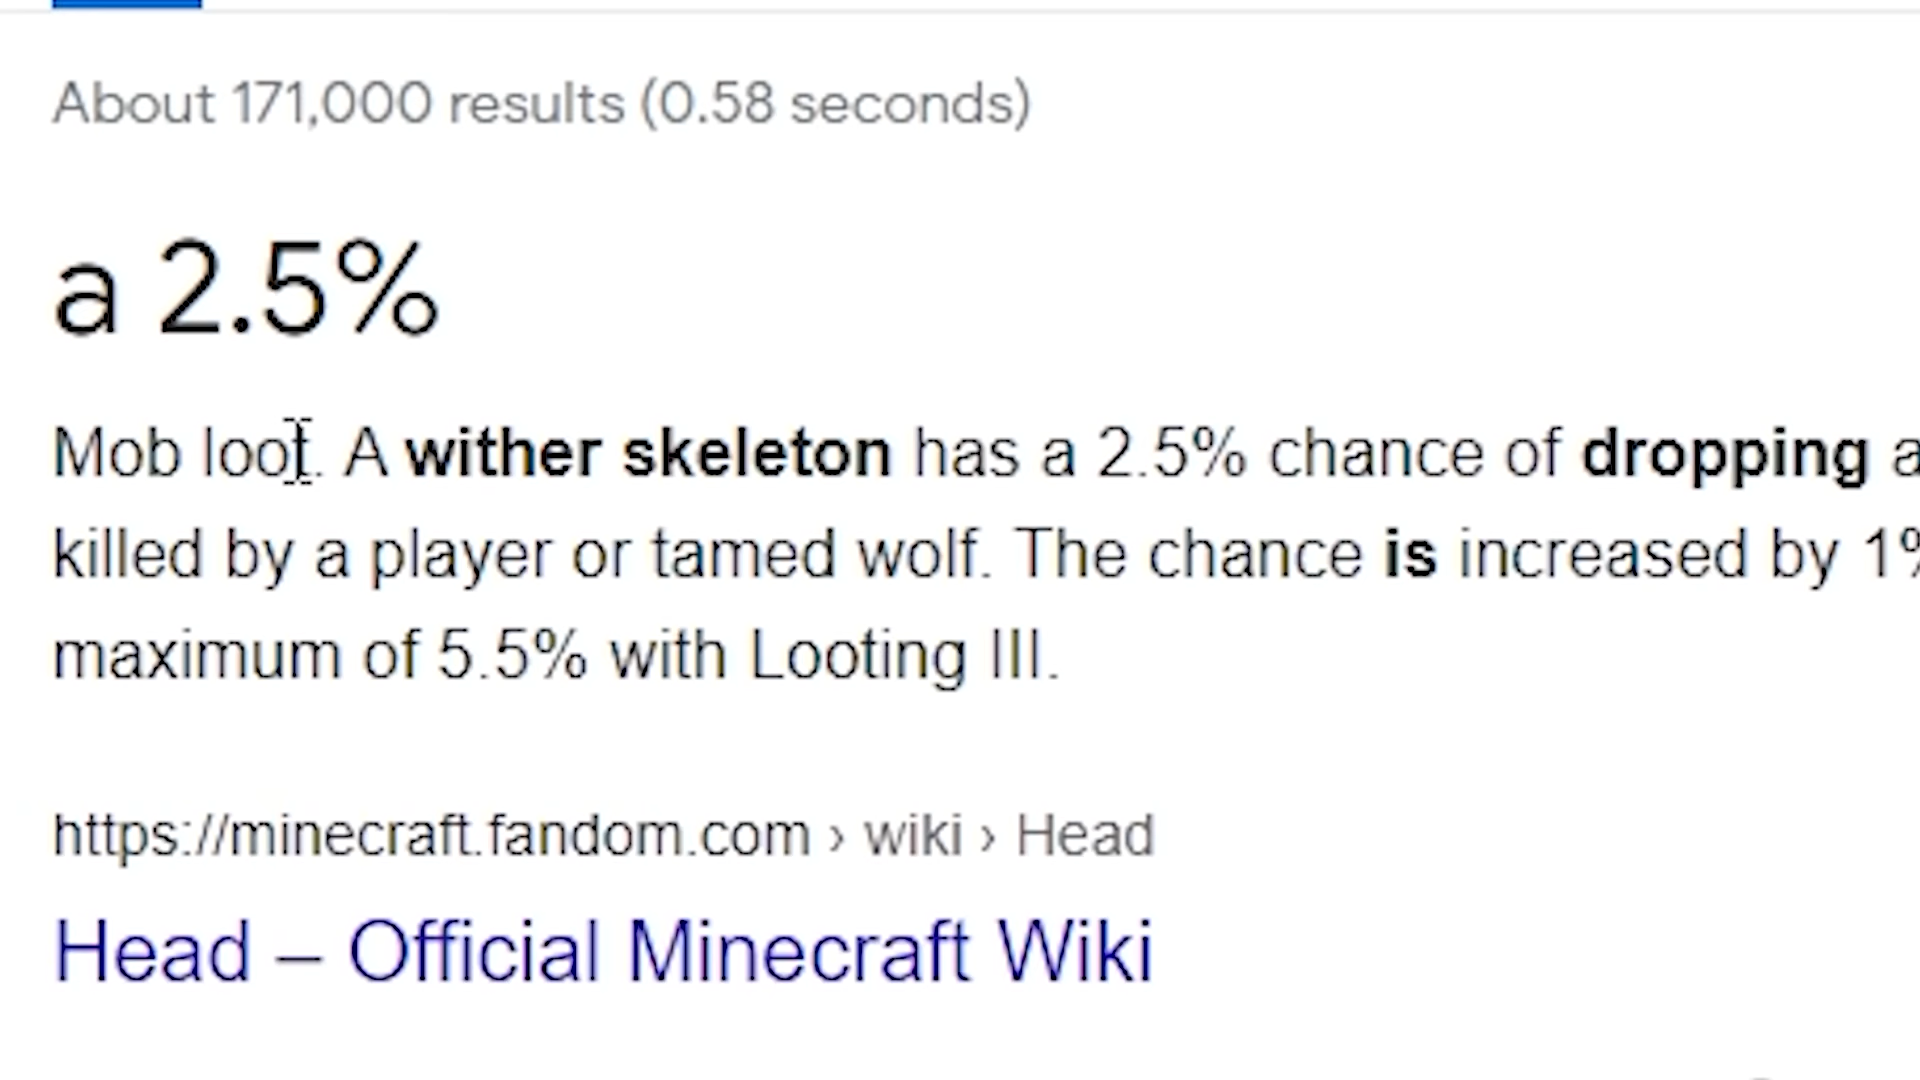 About 171,000 results (0.58 seconds)
a 2.5%
Mob loot. A wither skeleton has a 2.5% chance of dropping a
killed by a player or tamed wolf. The chance is increased by 1%
maximum of 5.5% with Looting III.
https://minecraft.fandom.com › wiki › Head
Head – Official Minecraft Wiki